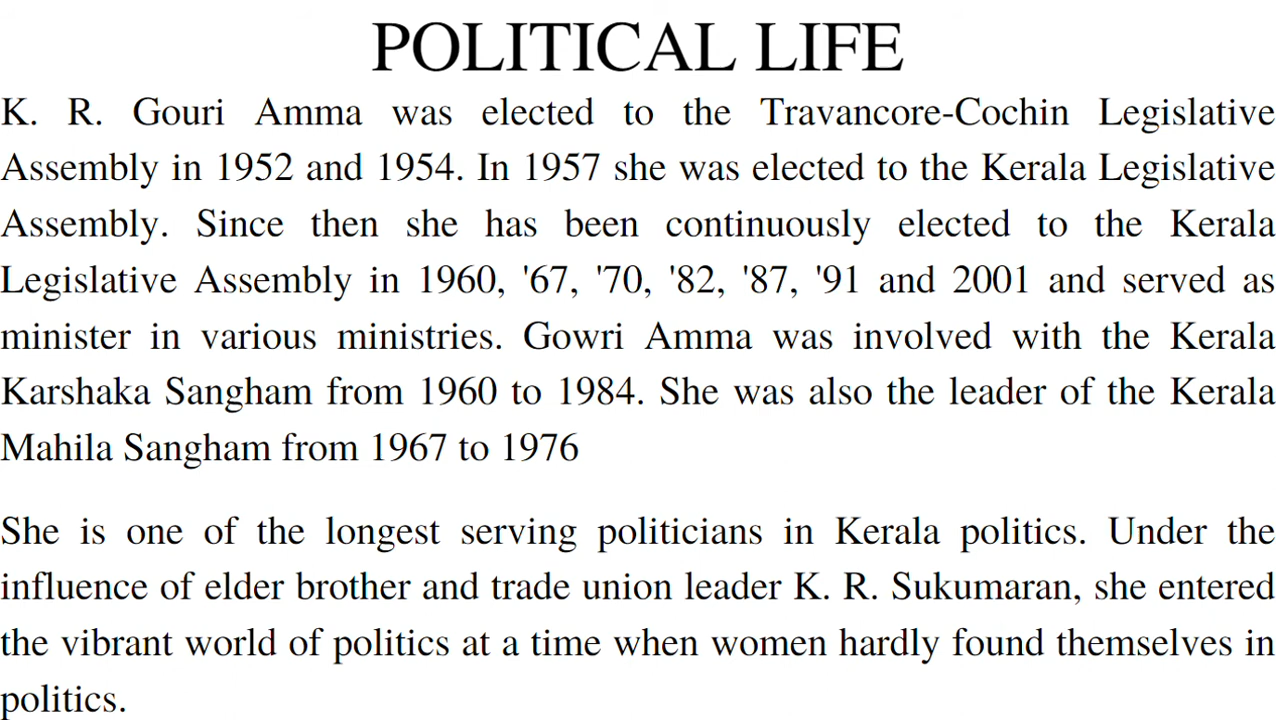 POLITICAL LIFE
K. R. Gouri Amma was elected to the Travancore-Cochin Legislative
Assembly in 1952 and 1954. In 1957 she was elected to the Kerala Legislative
Assembly. Since then she has been continuously elected to the Kerala
Legislative Assembly in 1960, '67, '70, '82, '87, '91 and 2001 and served as
minister in various ministries. Gowri Amma was involved with the Kerala
Karshaka Sangham from 1960 to 1984. She was also the leader of the Kerala
Mahila Sangham from 1967 to 1976
She is one of the longest serving politicians in Kerala politics. Under the
influence of elder brother and trade union leader K. R. Sukumaran, she entered
the vibrant world of politics at a time when women hardly found themselves in
politics.